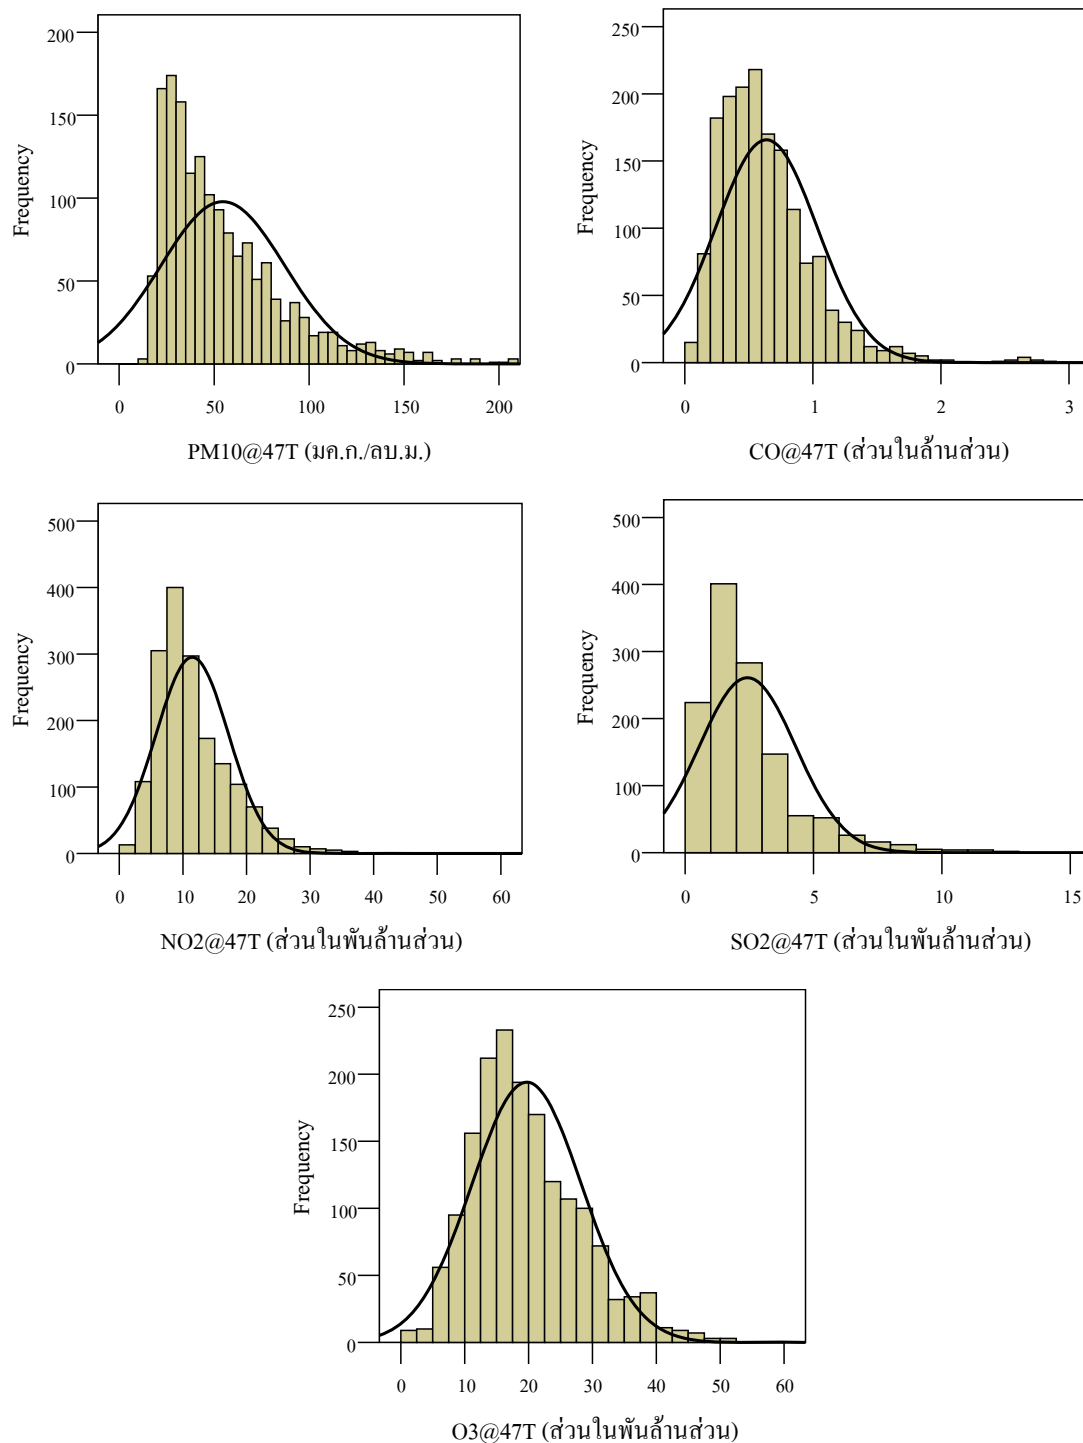 200
150
100
50
0
Frequency
0 50 100 150 200
PM10@47T (มค.ก./ลบ.ม.)
250
200
150
100
50
0
Frequency
0 1 2 3
CO@47T (ส่วนในล้านส่วน)
500
400
300
200
100
0
Frequency
0 10 20 30 40 50 60
NO2@47T (ส่วนในพันล้านส่วน)
500
400
300
200
100
0
Frequency
0 5 10 15
SO2@47T (ส่วนในพันล้านส่วน)
250
200
150
100
50
0
Frequency
0 10 20 30 40 50 60
O3@47T (ส่วนในพันล้านส่วน)